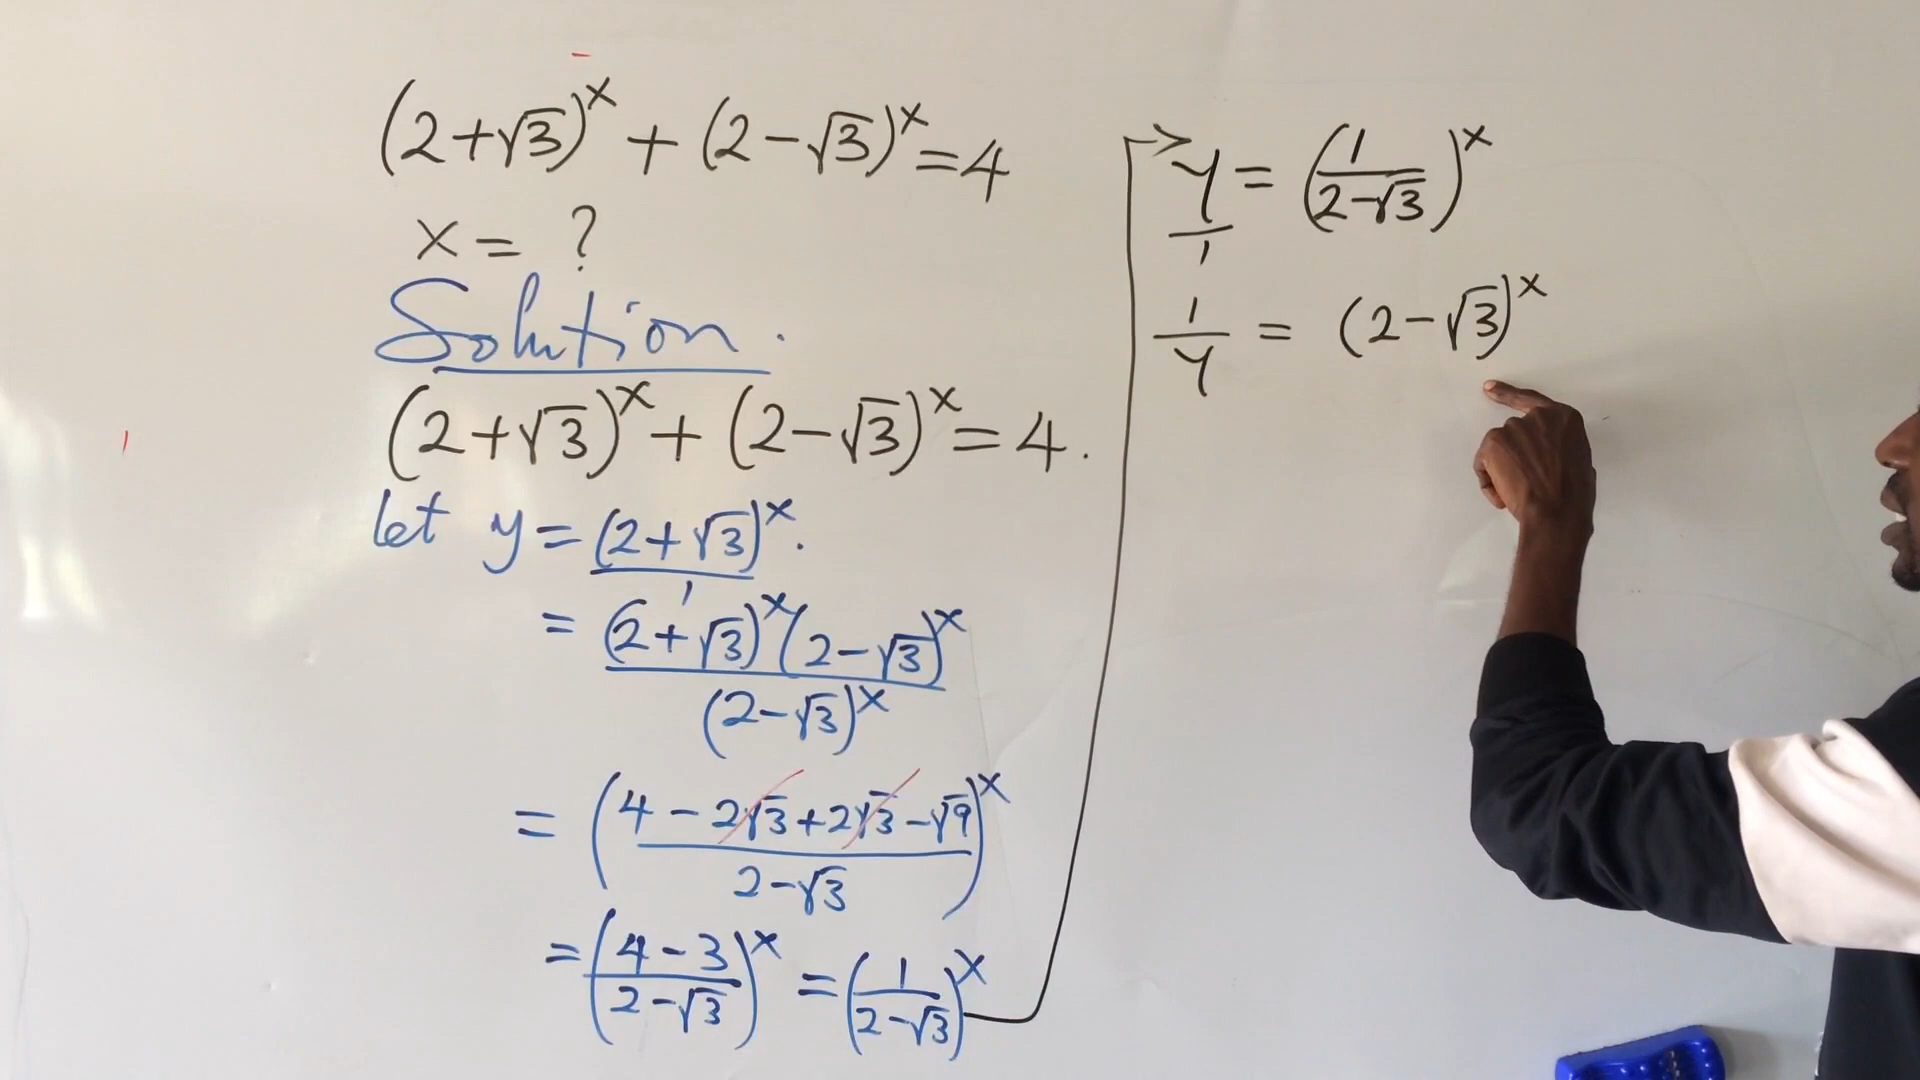 (2+√3)^x + (2-√3)^x = 4
x = ?
Solution.
(2+√3)^x + (2-√3)^x = 4.
let y = (2+√3)^x / 1.
= (2+√3)^x (2-√3)^x / (2-√3)^x
= ((4 - 2√3 + 2√3 - √9) / (2-√3))^x
= ((4-3) / (2-√3))^x = (1 / (2-√3))^x
y / 1 = (1 / (2-√3))^x
1 / y = (2-√3)^x